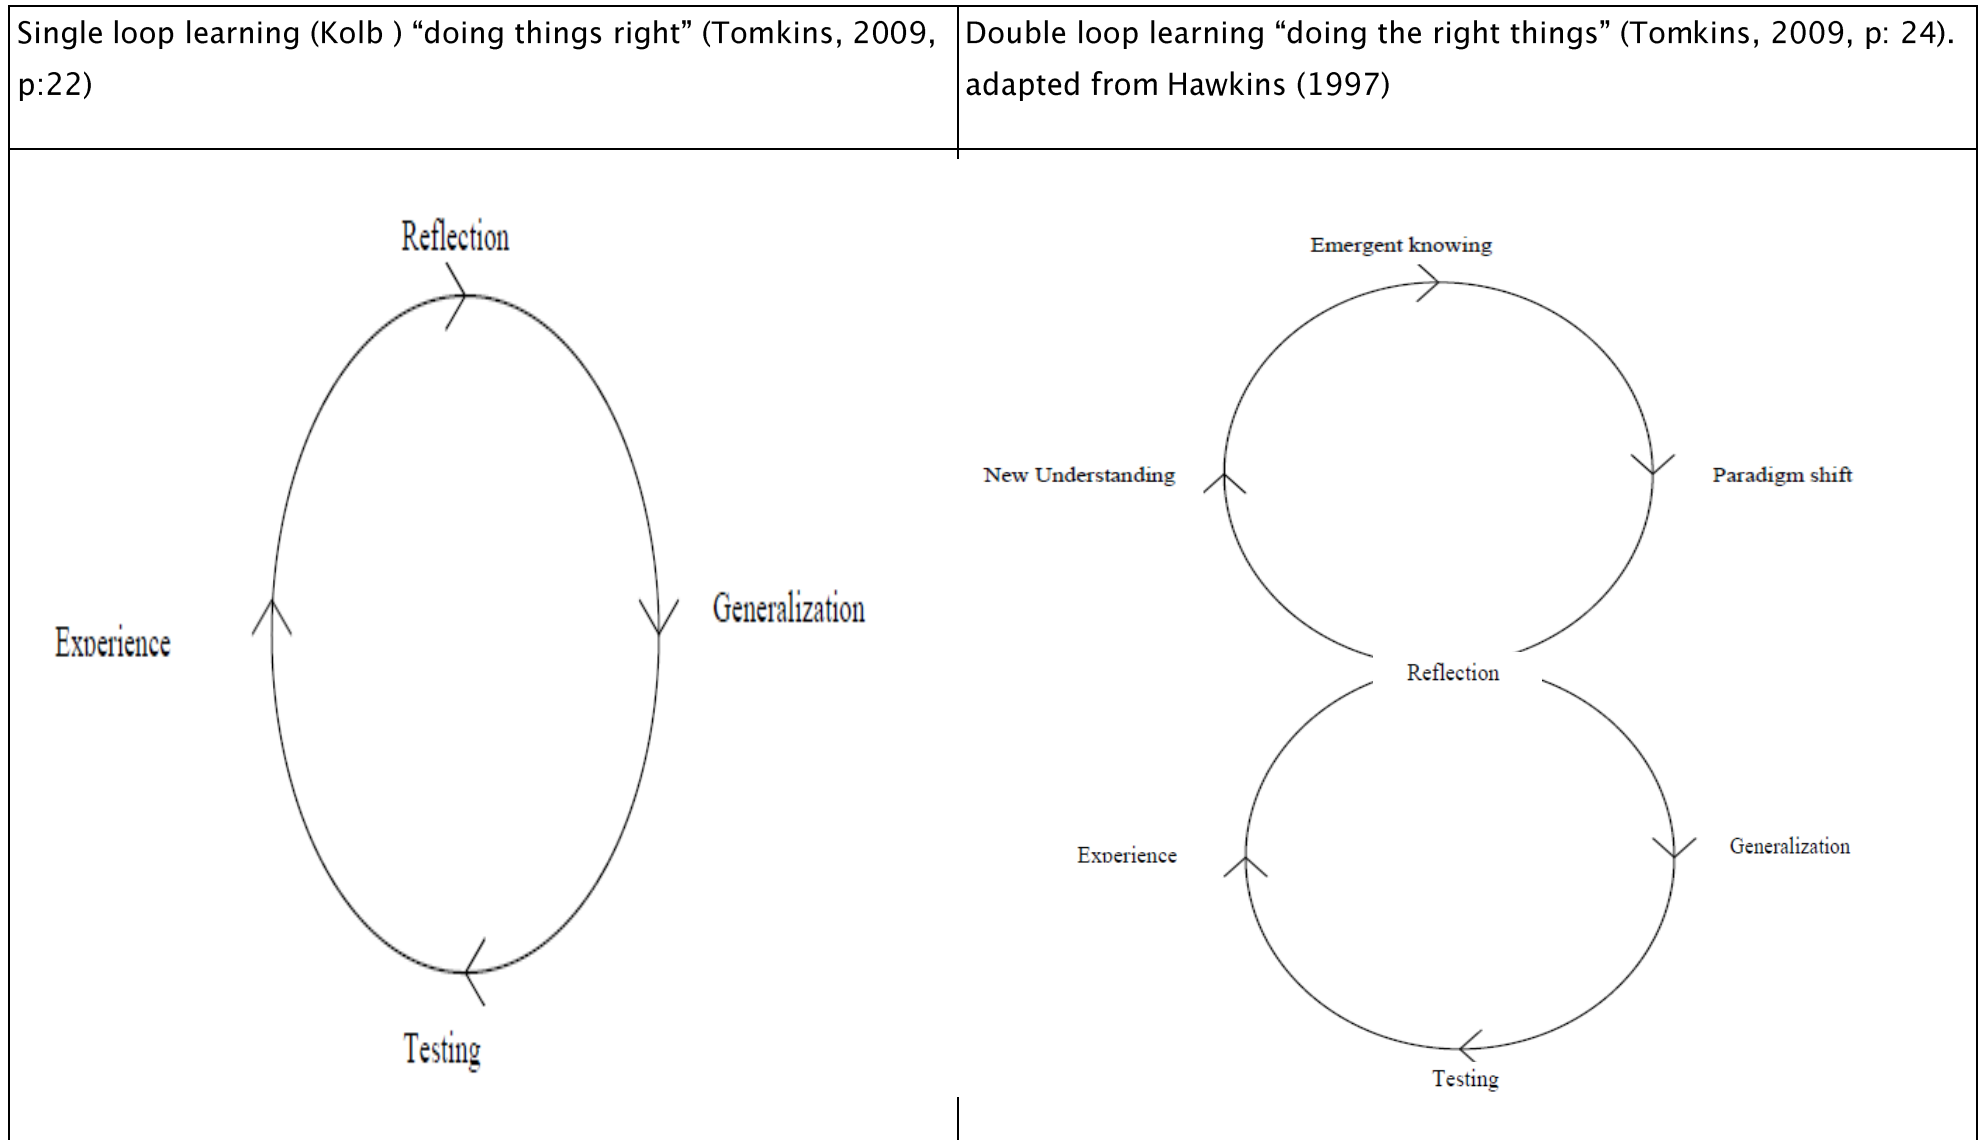 Single loop learning (Kolb ) “doing things right” (Tomkins, 2009,
p:22)
Double loop learning “doing the right things” (Tomkins, 2009, p: 24).
adapted from Hawkins (1997)
Reflection
Generalization
Experience
Testing
Emergent knowing
New Understanding
Paradigm shift
Reflection
Experience
Generalization
Testing